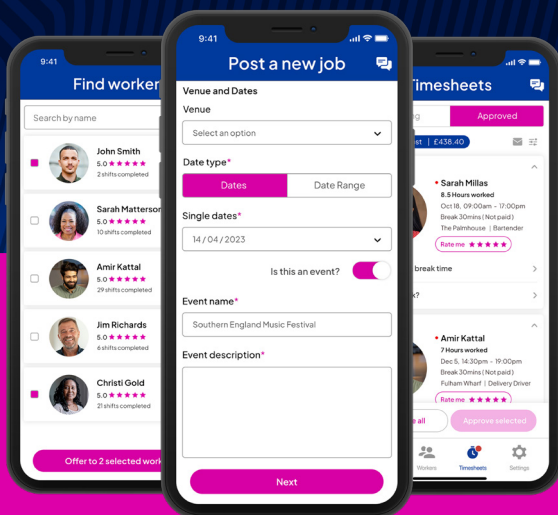 9:41
Find worker
Search by name
John Smith
5.0 ★★★★★
2 shifts completed
Sarah Matterson
5.0 ★★★★★
10 shifts completed
Amir Kattal
5.0 ★★★★★
29 shifts completed
Jim Richards
5.0 ★★★★★
6 shifts completed
Christi Gold
5.0 ★★★★★
21 shifts completed
Offer to 2 selected work
9:41
Post a new job
Venue and Dates
Venue
Select an option
Date type*
Dates
Date Range
Single dates*
14 / 04 / 2023
Is this an event?
Event name*
Southern England Music Festival
Event description*
Next
Timesheets
Approved
£438.40
Sarah Millas
8.5 Hours worked
Oct 18, 09:00am - 17:00pm
Break 30mins ( Not paid )
The Palmhouse | Bartender
Rate me ★★★★★
break time
Amir Kattal
7 Hours worked
Dec 5, 14:30pm - 19:00pm
Break 30mins ( Not paid )
Fulham Wharf | Delivery Driver
Rate me ★★★★★
all
Approve selected
Workers
Timesheets
Settings